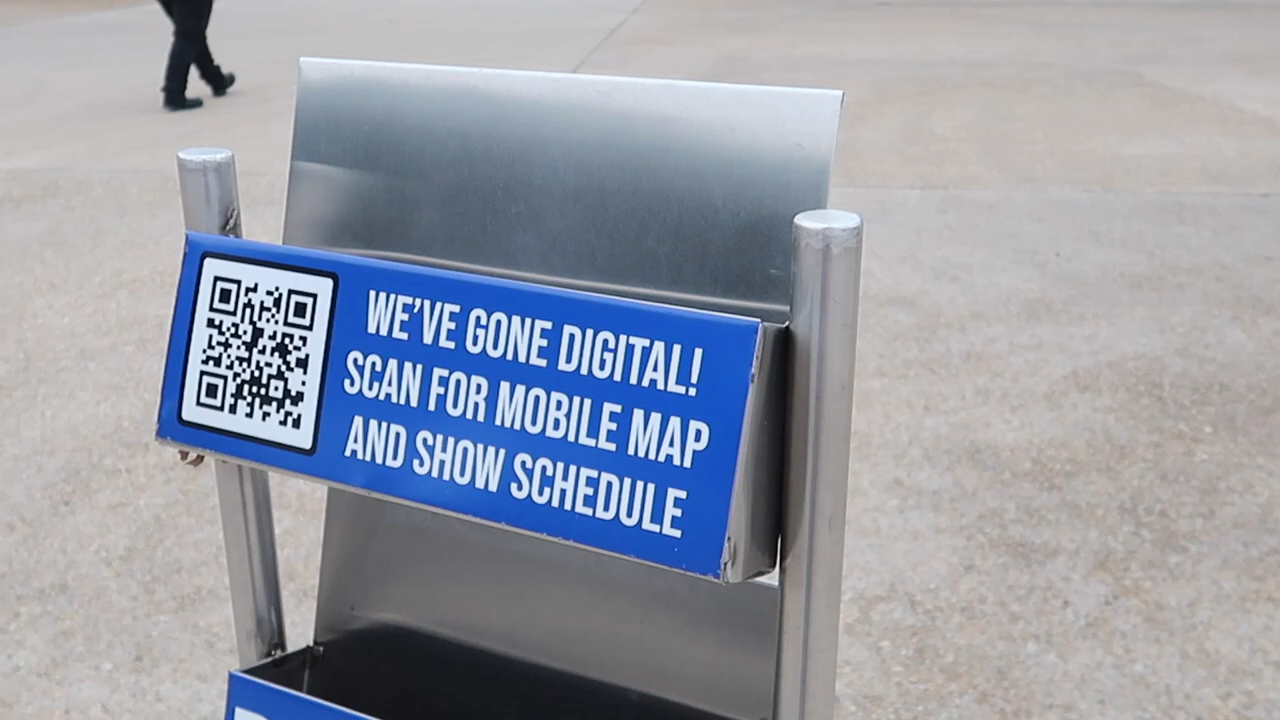 WE'VE GONE DIGITAL!
SCAN FOR MOBILE MAP
AND SHOW SCHEDULE